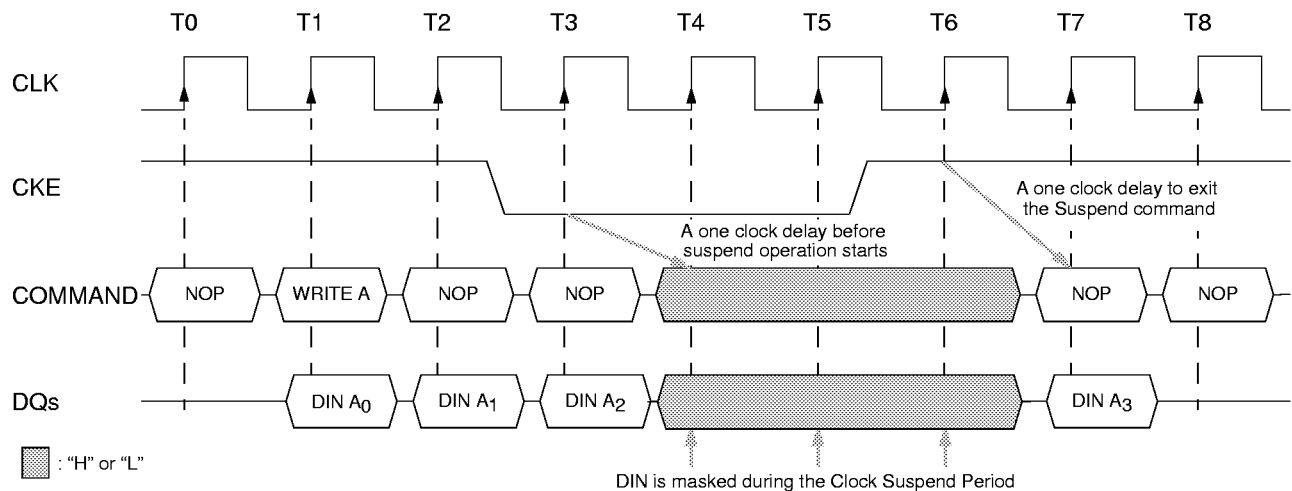 T0 T1 T2 T3 T4 T5 T6 T7 T8
CLK
CKE
A one clock delay to exit
the Suspend command
A one clock delay before
suspend operation starts
COMMAND NOP WRITE A NOP NOP NOP NOP
DQs DIN A0 DIN A1 DIN A2 DIN A3
: “H” or “L”
DIN is masked during the Clock Suspend Period